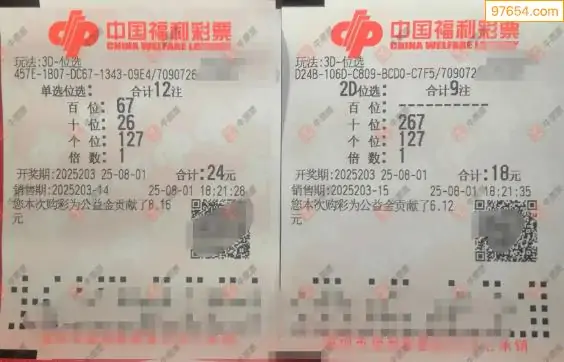 97654.com
中国福利彩票
CHINA WELFARE LOTTERY
玩法:3D-位选
457E-1B07-DC67-1343-09E4/7090726
单选位选: 合计12注
百位: 67
十位: 26
个位: 127
倍数: 1
开奖期:2025203 25-08-01 合计:24元
销售期:2025203-14 25-08-01 18:21:28
您本次购彩为公益金贡献了8.16
元
中国福利彩票
CHINA WELFARE LOTTERY
玩法:3D-位选
D24B-106D-C809-BCD0-C7F5/709072
2D位选: 合计9注
百位: ----------
十位: 267
个位: 127
倍数: 1
开奖期:2025203 25-08-01 合计:18元
销售期:2025203-15 25-08-01 18:21:35
您本次购彩为公益金贡献了6.12
元